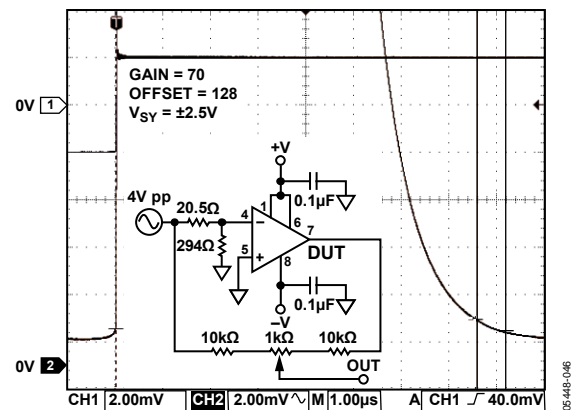 T
GAIN = 70
OFFSET = 128
VSY = ±2.5V
0V 1
+V
0.1µF
4V pp
20.5Ω
294Ω
1
4
−
6
7
5
+
8
DUT
0.1µF
−V
10kΩ
1kΩ
10kΩ
OUT
0V 2
CH1 2.00mV CH2 2.00mV M 1.00µs A CH1 40.0mV
05448-046